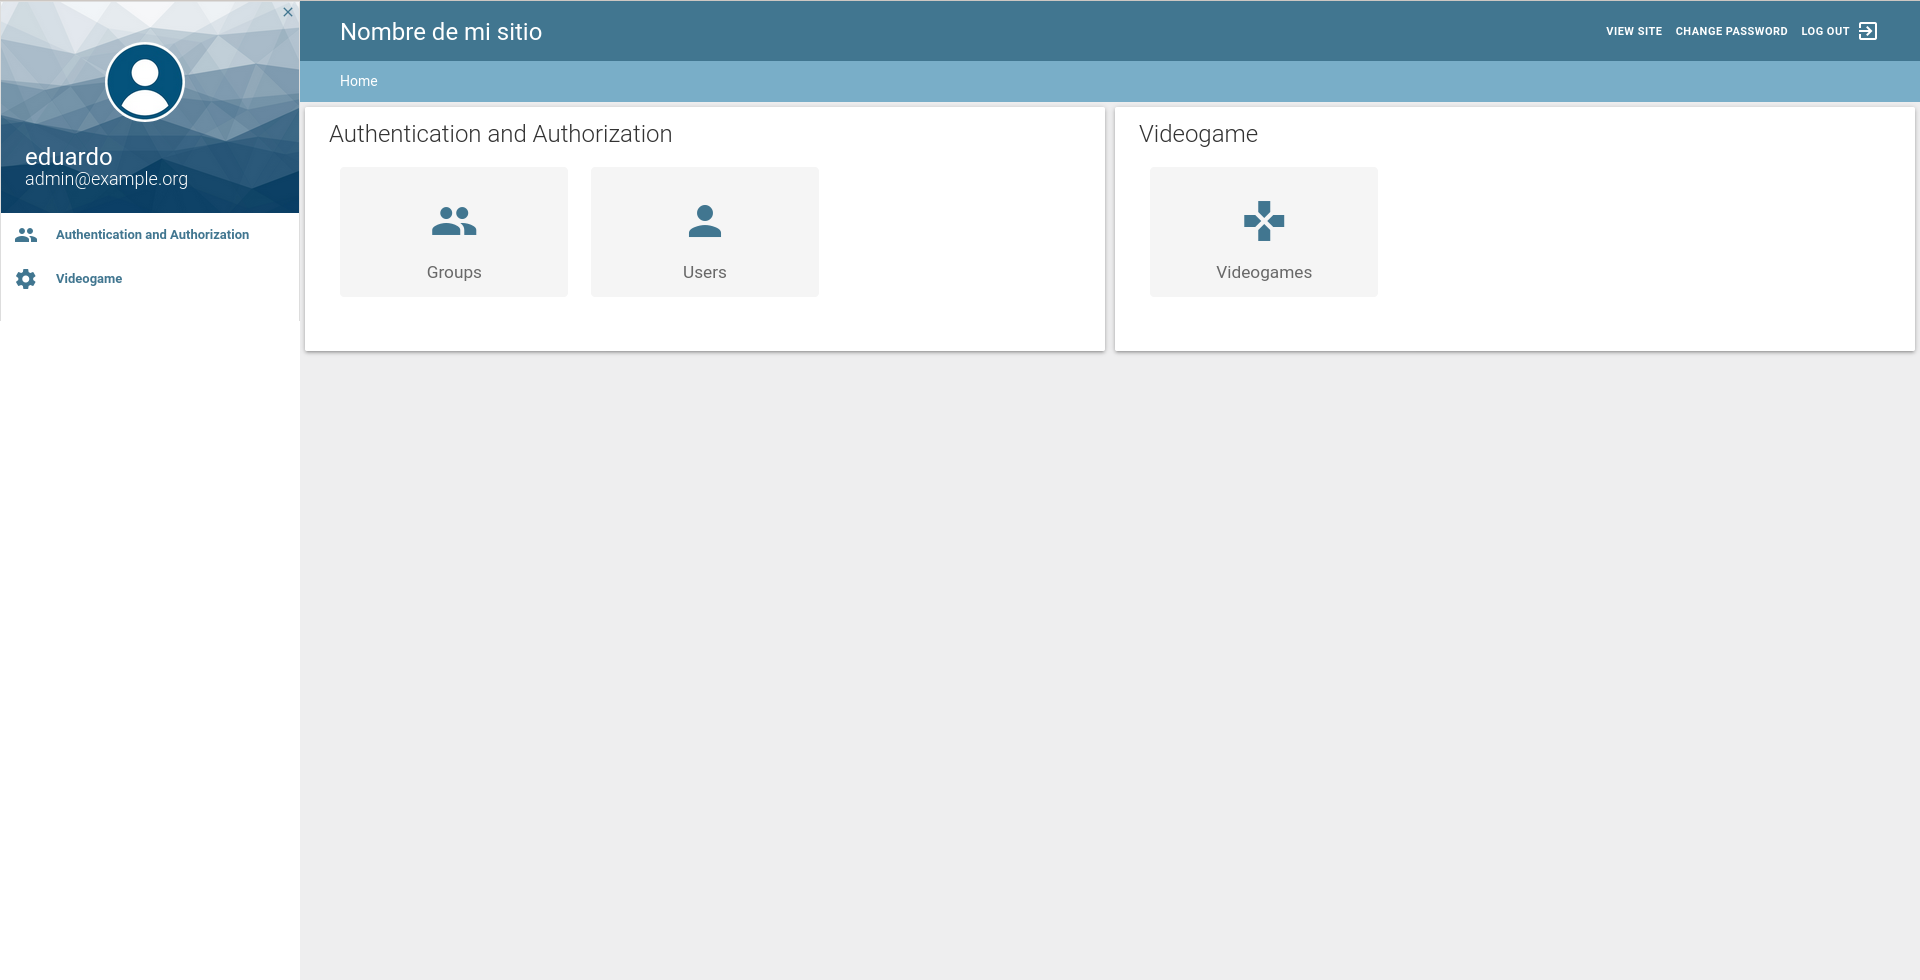 eduardo
admin@example.org
Authentication and Authorization
Videogame
Nombre de mi sitio
VIEW SITE CHANGE PASSWORD LOG OUT
Home
Authentication and Authorization
Groups
Users
Videogame
Videogames